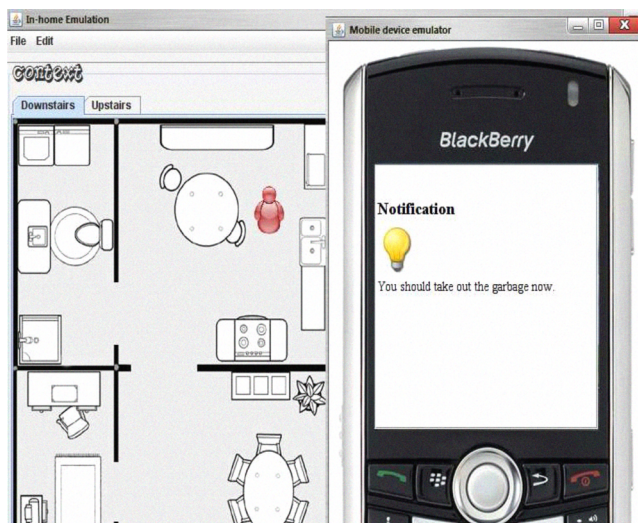 In-home Emulation
File Edit
context
Downstairs Upstairs
Mobile device emulator
BlackBerry
Notification
You should take out the garbage now.